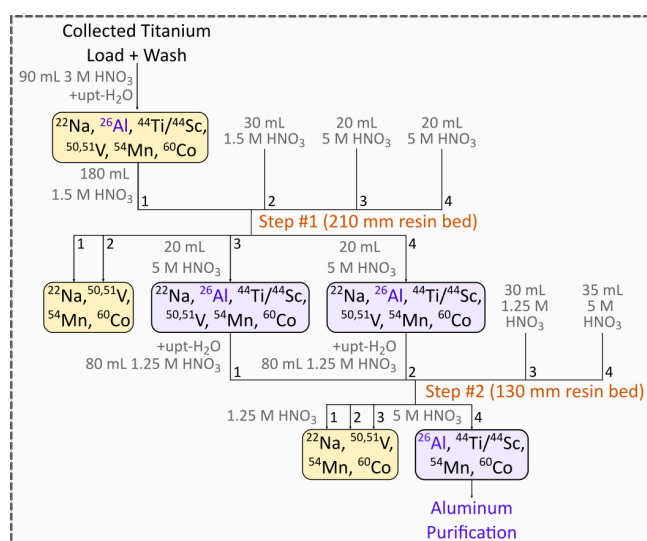 Collected Titanium
Load + Wash
90 mL 3 M HNO₃
+upt-H₂O
²²Na, ²⁶Al, ⁴⁴Ti/⁴⁴Sc,
⁵⁰,⁵¹V, ⁵⁴Mn, ⁶⁰Co
30 mL
1.5 M HNO₃
20 mL
5 M HNO₃
20 mL
5 M HNO₃
180 mL
1.5 M HNO₃
1
2
3
4
Step #1 (210 mm resin bed)
1
2
3
4
20 mL
5 M HNO₃
20 mL
5 M HNO₃
²²Na,⁵⁰,⁵¹V,
⁵⁴Mn, ⁶⁰Co
²²Na, ²⁶Al, ⁴⁴Ti/⁴⁴Sc,
⁵⁰,⁵¹V, ⁵⁴Mn, ⁶⁰Co
²²Na, ²⁶Al, ⁴⁴Ti/⁴⁴Sc,
⁵⁰,⁵¹V, ⁵⁴Mn, ⁶⁰Co
30 mL
1.25 M
HNO₃
35 mL
5 M
HNO₃
+upt-H₂O
80 mL 1.25 M HNO₃
+upt-H₂O
80 mL 1.25 M HNO₃
1
2
3
4
Step #2 (130 mm resin bed)
1.25 M HNO₃
1
2
3
5 M HNO₃
4
²²Na, ⁵⁰,⁵¹V,
⁵⁴Mn, ⁶⁰Co
²⁶Al, ⁴⁴Ti/⁴⁴Sc,
⁵⁴Mn, ⁶⁰Co
Aluminum
Purification